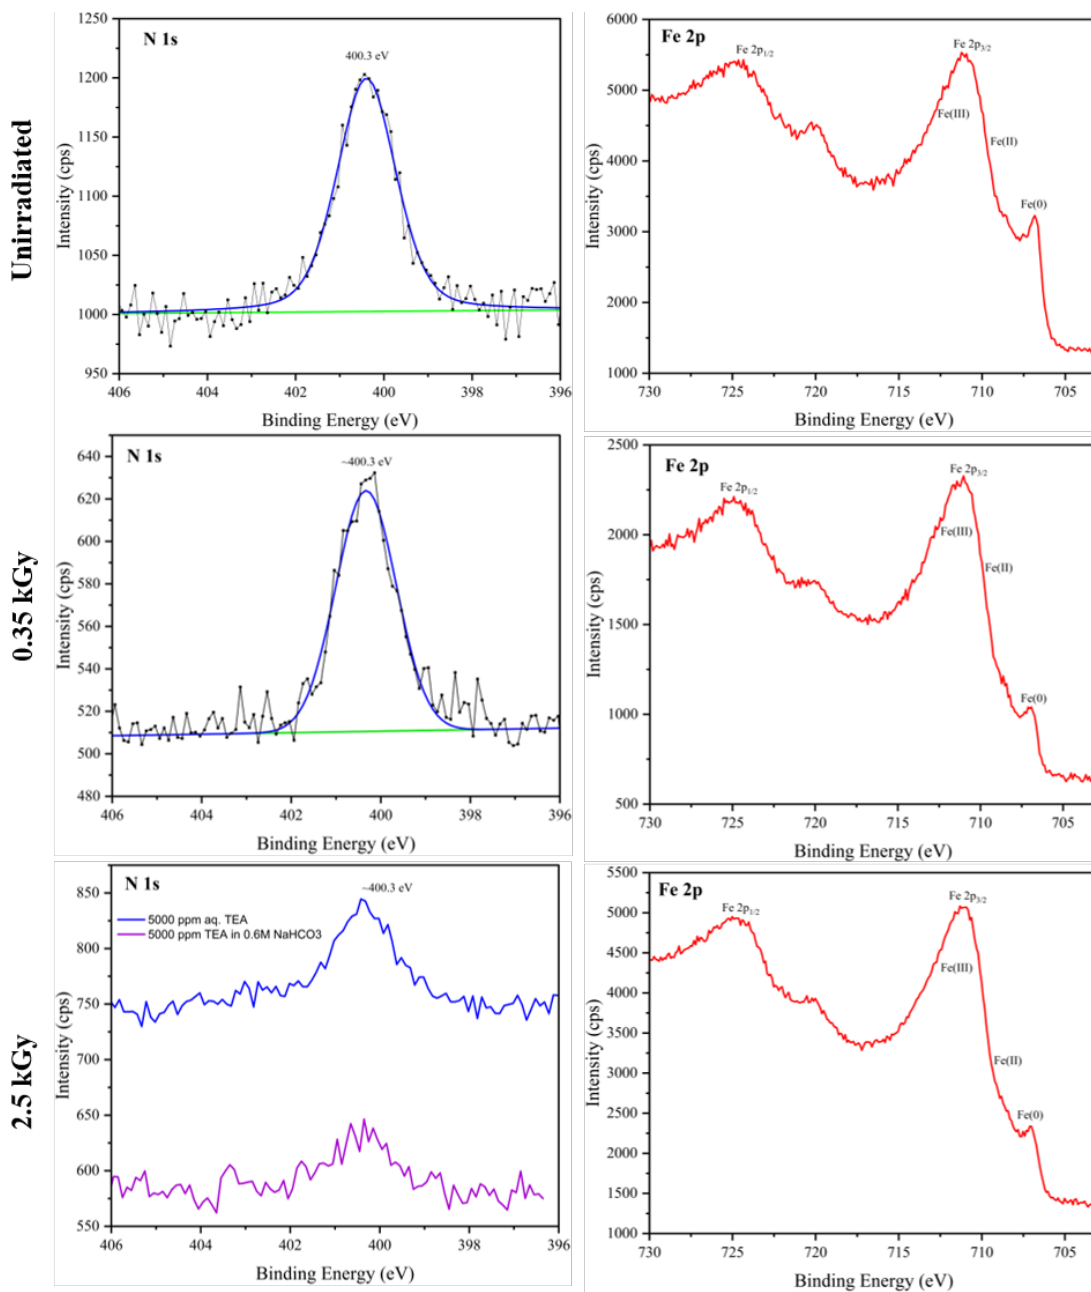 Unirradiated
N 1s
400.3 eV
1250
1200
1150
1100
1050
1000
950
406 404 402 400 398 396
Intensity (cps)
Binding Energy (eV)
Fe 2p
Fe 2p1/2
Fe 2p3/2
Fe(III)
Fe(II)
Fe(0)
6000
5000
4000
3000
2000
1000
730 725 720 715 710 705
Intensity (cps)
Binding Energy (eV)
0.35 kGy
N 1s
~400.3 eV
640
620
600
580
560
540
520
500
480
406 404 402 400 398 396
Intensity (cps)
Binding Energy (eV)
Fe 2p
Fe 2p1/2
Fe 2p3/2
Fe(III)
Fe(II)
Fe(0)
2500
2000
1500
1000
500
730 725 720 715 710 705
Intensity (cps)
Binding Energy (eV)
2.5 kGy
N 1s
~400.3 eV
5000 ppm aq. TEA
5000 ppm TEA in 0.6M NaHCO3
850
800
750
700
650
600
550
406 404 402 400 398 396
Intensity (cps)
Binding Energy (eV)
Fe 2p
Fe 2p1/2
Fe 2p3/2
Fe(III)
Fe(II)
Fe(0)
5500
5000
4500
4000
3500
3000
2500
2000
1500
1000
730 725 720 715 710 705
Intensity (cps)
Binding Energy (eV)